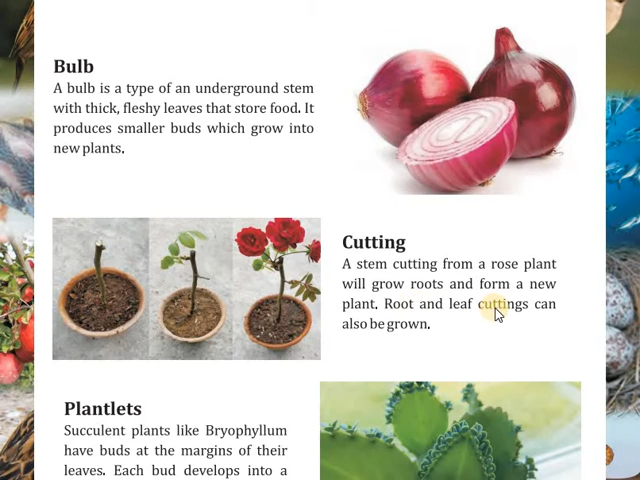 Bulb
A bulb is a type of an underground stem
with thick, fleshy leaves that store food. It
produces smaller buds which grow into
new plants.
Cutting
A stem cutting from a rose plant
will grow roots and form a new
plant. Root and leaf cuttings can
also be grown.
Plantlets
Succulent plants like Bryophyllum
have buds at the margins of their
leaves. Each bud develops into a